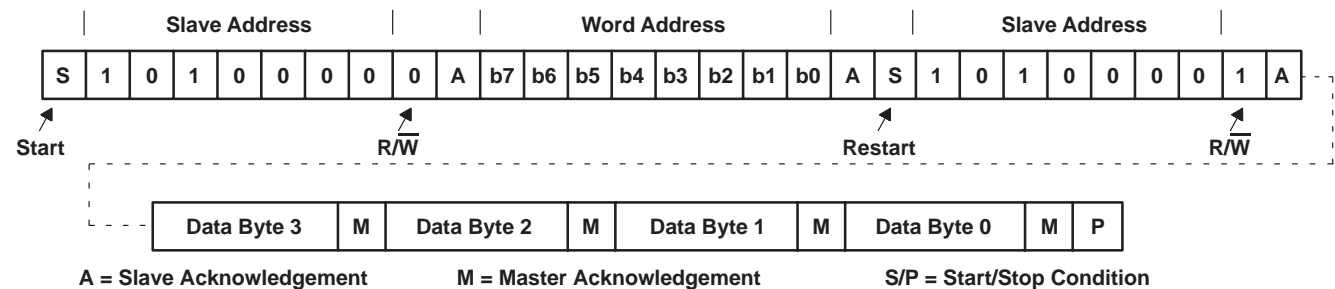 Slave Address Word Address Slave Address
S 1 0 1 0 0 0 0 0 A b7 b6 b5 b4 b3 b2 b1 b0 A S 1 0 1 0 0 0 0 1 A
Start R/W̅ Restart R/W̅
Data Byte 3 M Data Byte 2 M Data Byte 1 M Data Byte 0 M P
A = Slave Acknowledgement M = Master Acknowledgement S/P = Start/Stop Condition